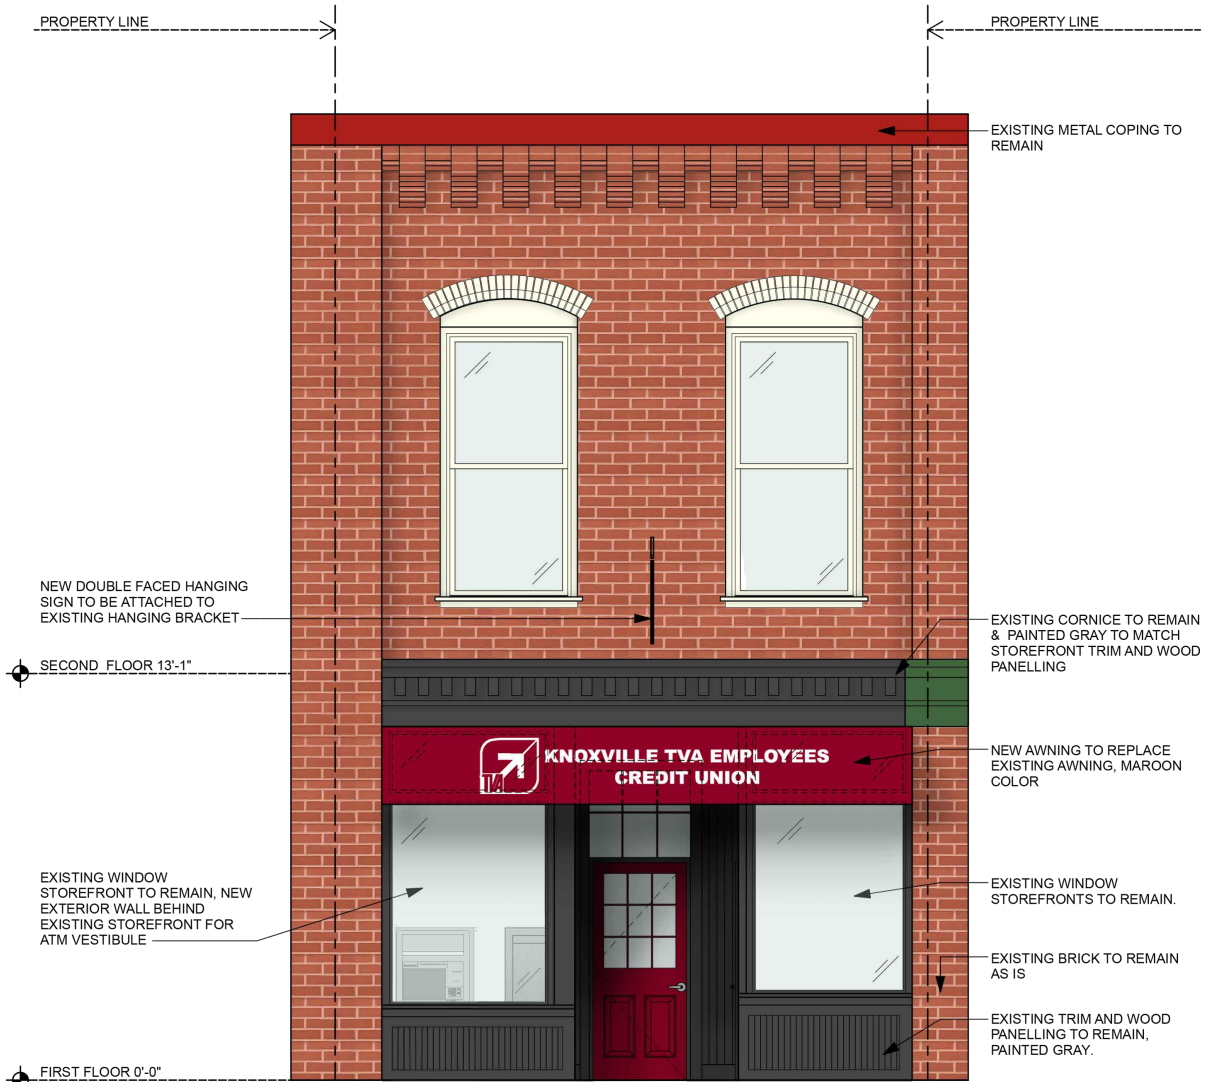 PROPERTY LINE
PROPERTY LINE
EXISTING METAL COPING TO
REMAIN
NEW DOUBLE FACED HANGING
SIGN TO BE ATTACHED TO
EXISTING HANGING BRACKET
EXISTING CORNICE TO REMAIN
& PAINTED GRAY TO MATCH
STOREFRONT TRIM AND WOOD
PANELLING
SECOND FLOOR 13'-1"
TVA
KNOXVILLE TVA EMPLOYEES
CREDIT UNION
NEW AWNING TO REPLACE
EXISTING AWNING, MAROON
COLOR
EXISTING WINDOW
STOREFRONT TO REMAIN, NEW
EXTERIOR WALL BEHIND
EXISTING STOREFRONT FOR
ATM VESTIBULE
EXISTING WINDOW
STOREFRONTS TO REMAIN.
EXISTING BRICK TO REMAIN
AS IS
EXISTING TRIM AND WOOD
PANELLING TO REMAIN,
PAINTED GRAY.
FIRST FLOOR 0'-0"